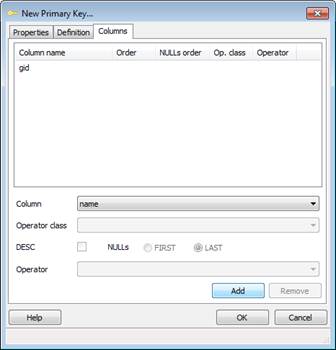 New Primary Key...
Properties Definition Columns
Column name Order NULLs order Op. class Operator
gid
Column name
Operator class
DESC NULLs FIRST LAST
Operator
Add Remove
Help OK Cancel